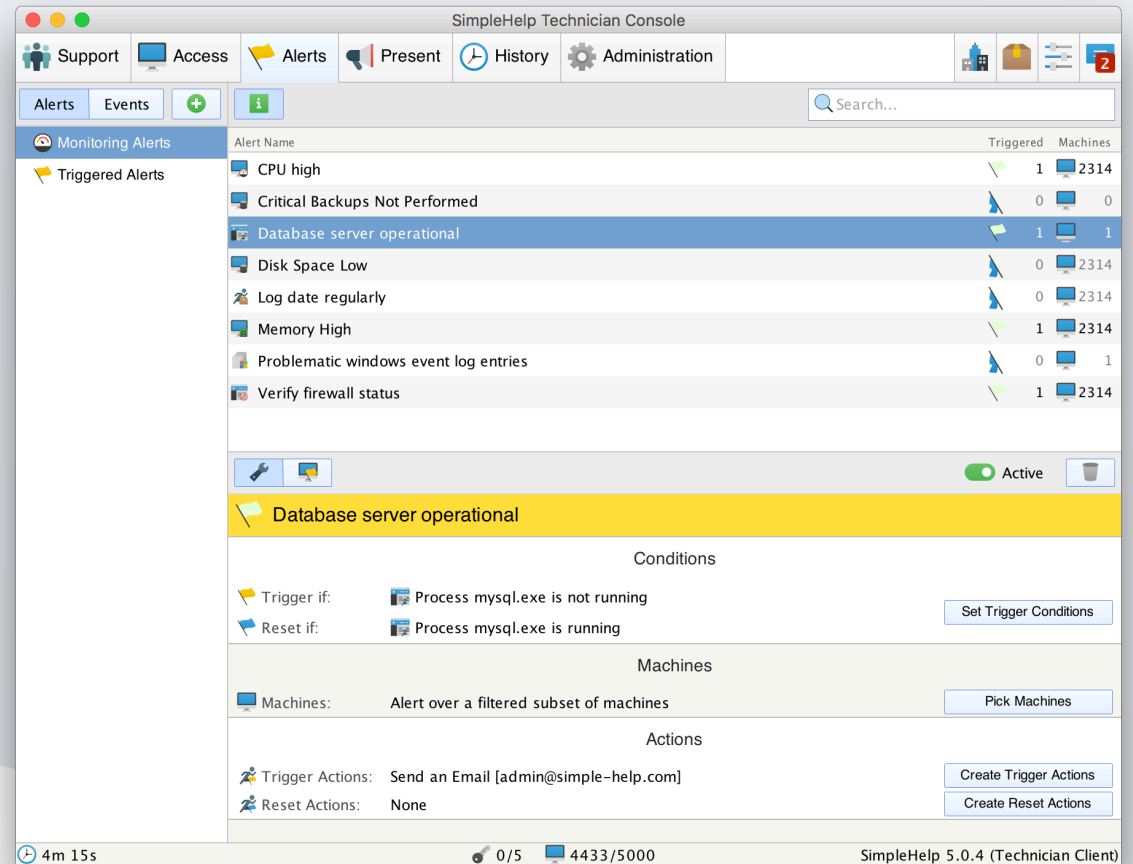 SimpleHelp Technician Console
Support Access Alerts Present History Administration 2
Alerts Events Search...
Monitoring Alerts
Triggered Alerts
Alert Name Triggered Machines
CPU high 1 2314
Critical Backups Not Performed 0 0
Database server operational 1 1
Disk Space Low 0 2314
Log date regularly 0 2314
Memory High 1 2314
Problematic windows event log entries 0 1
Verify firewall status 1 2314
Active
Database server operational
Conditions
Trigger if: Process mysql.exe is not running
Set Trigger Conditions
Reset if: Process mysql.exe is running
Machines
Machines: Alert over a filtered subset of machines Pick Machines
Actions
Trigger Actions: Send an Email [admin@simple-help.com] Create Trigger Actions
Reset Actions: None Create Reset Actions
4m 15s 0/5 4433/5000 SimpleHelp 5.0.4 (Technician Client)